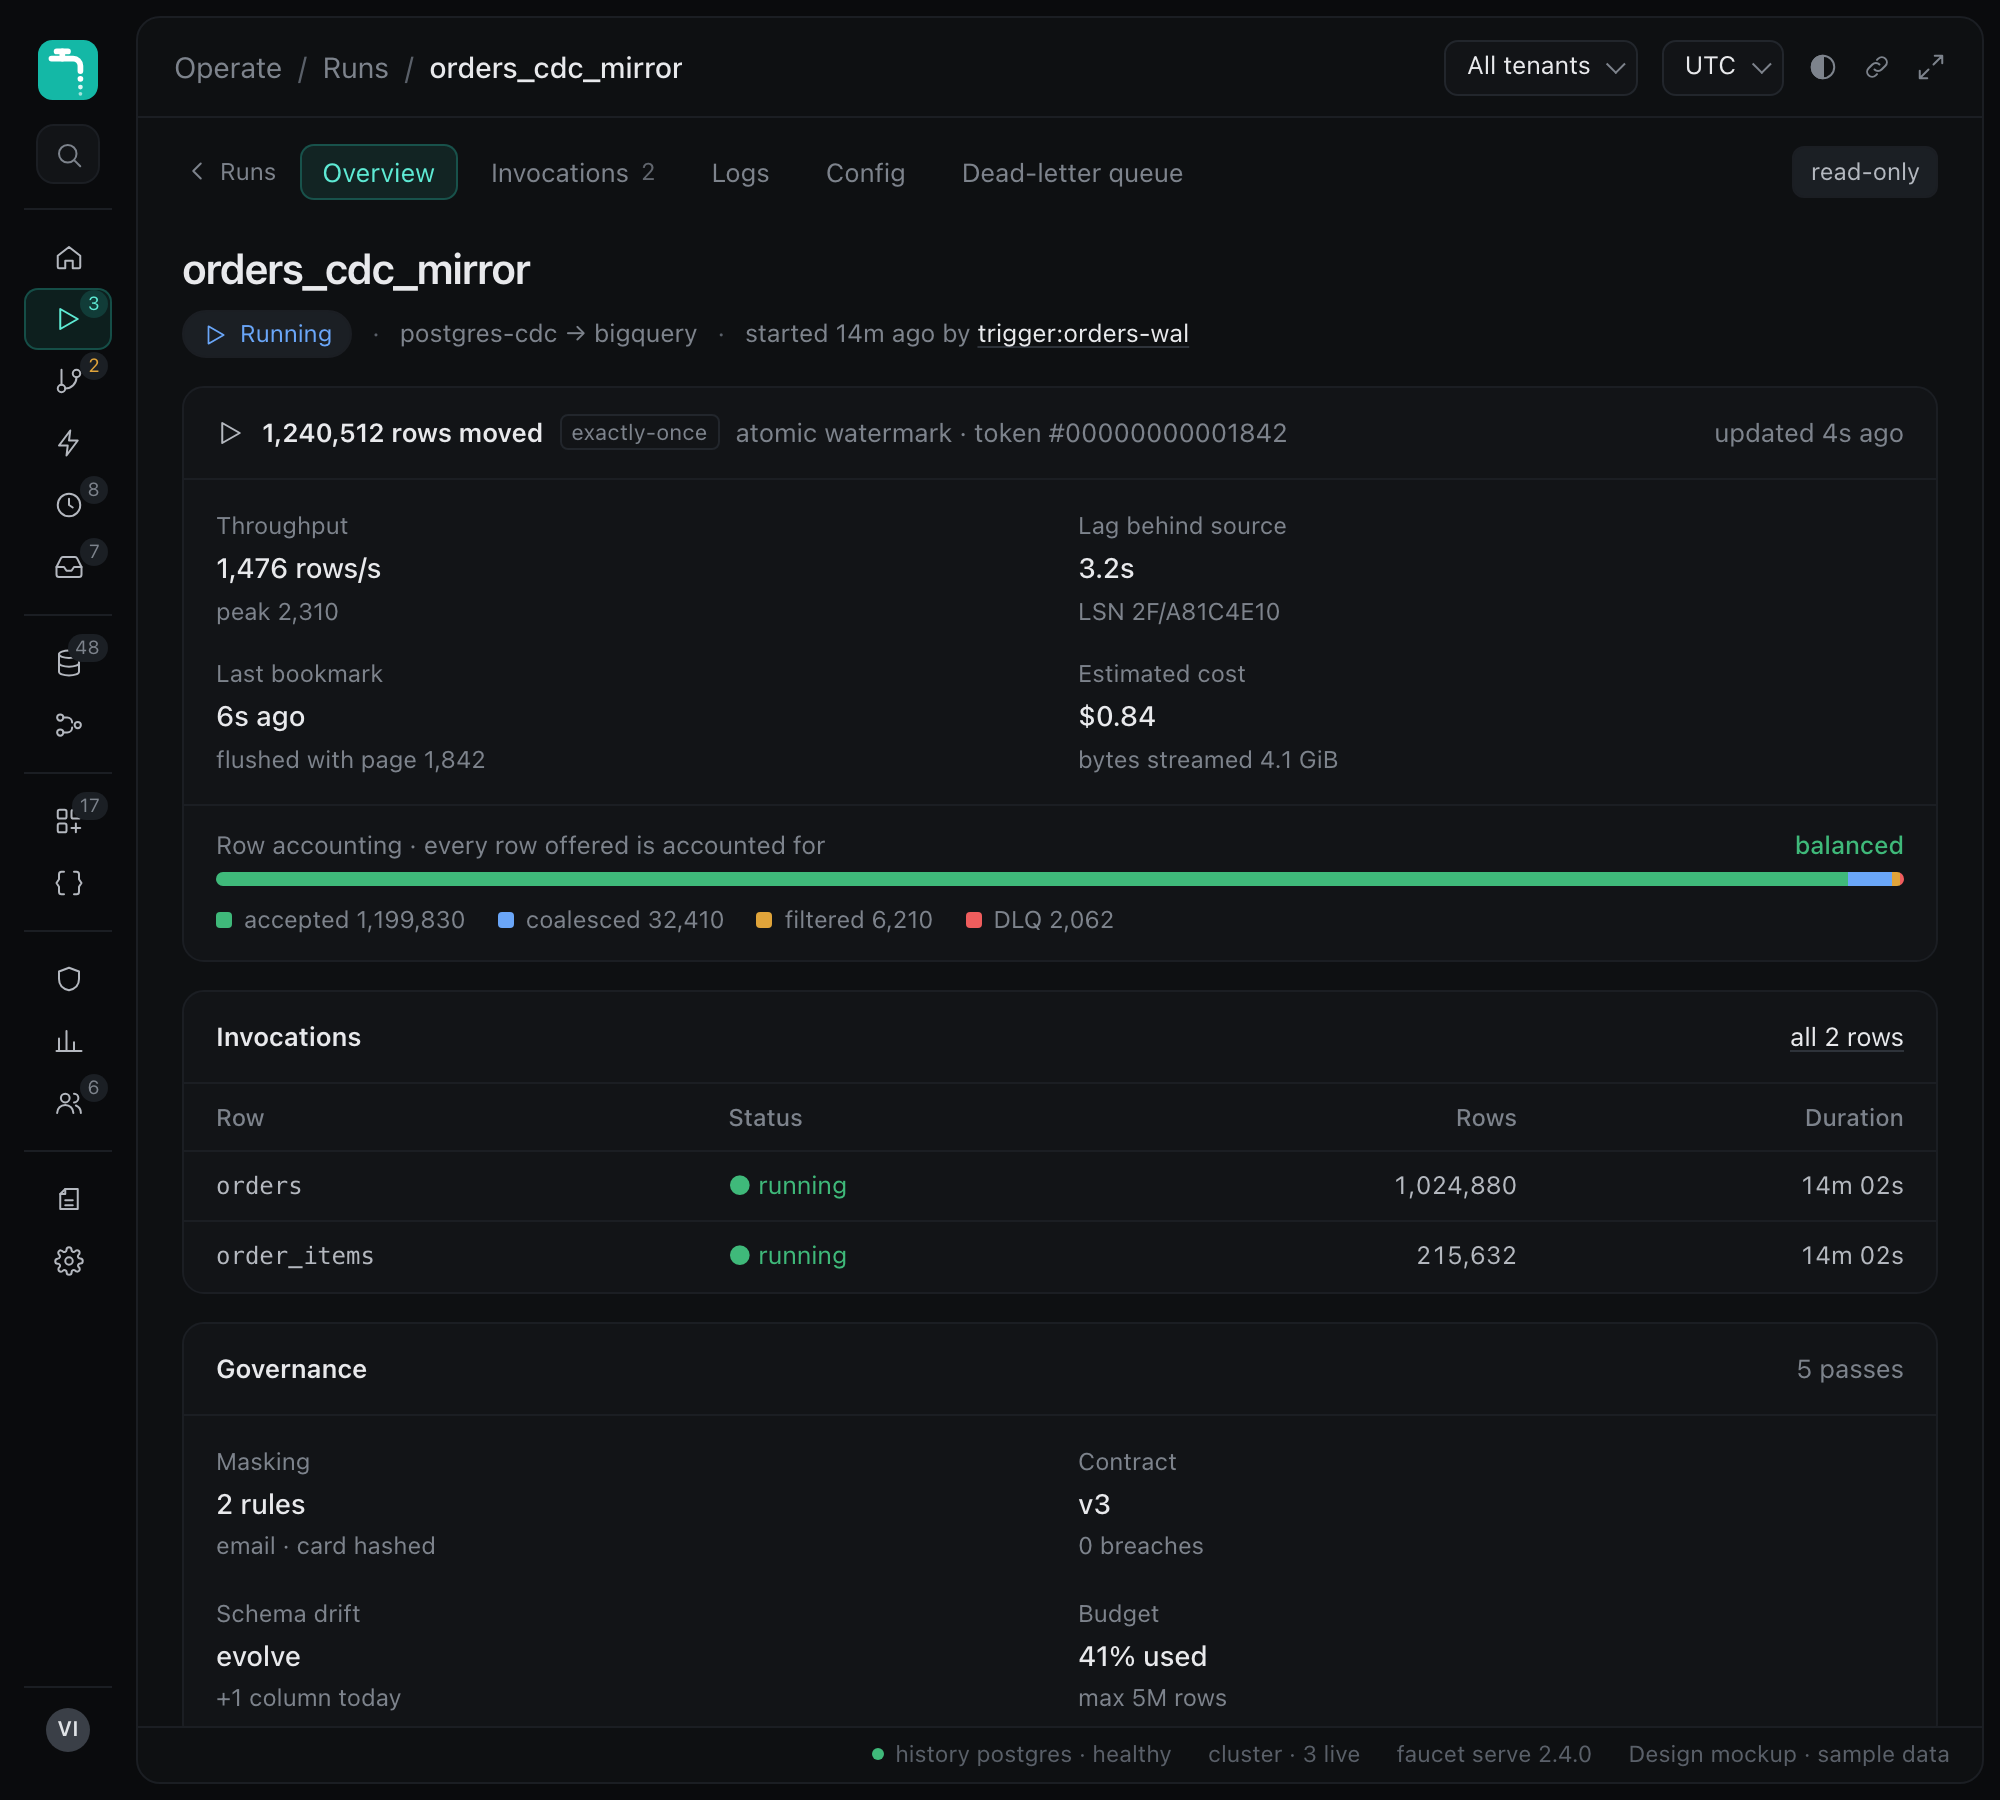 Operate / Runs / orders_cdc_mirror
All tenants
UTC
Runs
Overview
Invocations 2
Logs
Config
Dead-letter queue
read-only
3
2
8
7
48
17
6
VI
orders_cdc_mirror
Running · postgres-cdc → bigquery · started 14m ago by trigger:orders-wal
1,240,512 rows moved exactly-once atomic watermark · token #00000000001842 updated 4s ago
Throughput
1,476 rows/s
peak 2,310
Lag behind source
3.2s
LSN 2F/A81C4E10
Last bookmark
6s ago
flushed with page 1,842
Estimated cost
$0.84
bytes streamed 4.1 GiB
Row accounting · every row offered is accounted for balanced
accepted 1,199,830 coalesced 32,410 filtered 6,210 DLQ 2,062
Invocations all 2 rows
Row Status Rows Duration
orders running 1,024,880 14m 02s
order_items running 215,632 14m 02s
Governance 5 passes
Masking
2 rules
email · card hashed
Contract
v3
0 breaches
Schema drift
evolve
+1 column today
Budget
41% used
max 5M rows
history postgres · healthy cluster · 3 live faucet serve 2.4.0 Design mockup · sample data